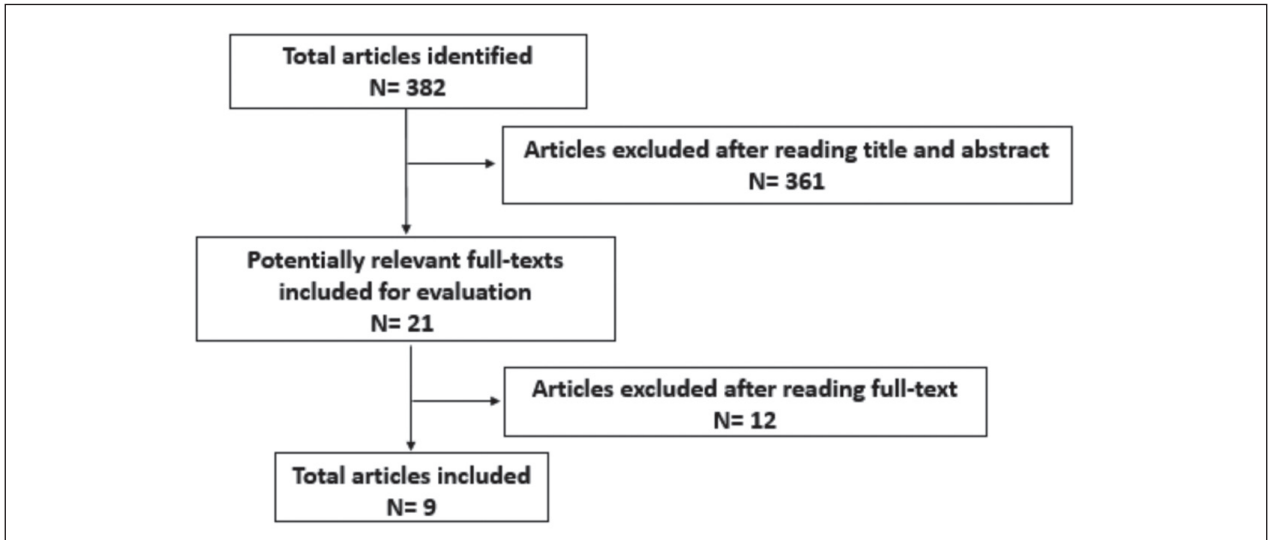 Total articles identified
N= 382
Articles excluded after reading title and abstract
N= 361
Potentially relevant full-texts
included for evaluation
N= 21
Articles excluded after reading full-text
N= 12
Total articles included
N= 9